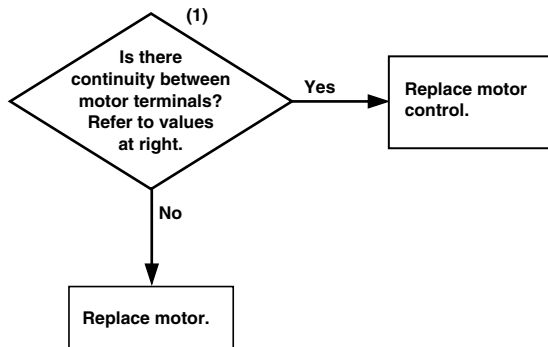 (1)
Is there
continuity between
motor terminals?
Refer to values
at right.
Yes
Replace motor
control.
No
Replace motor.